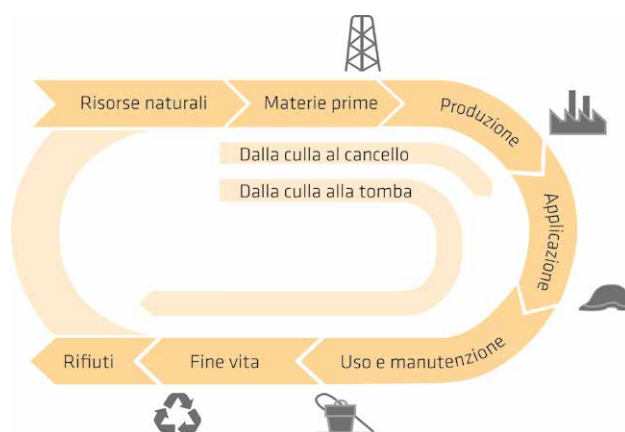 Risorse naturali
Materie prime
Produzione
Dalla culla al cancello
Dalla culla alla tomba
Applicazione
Uso e manutenzione
Fine vita
Rifiuti